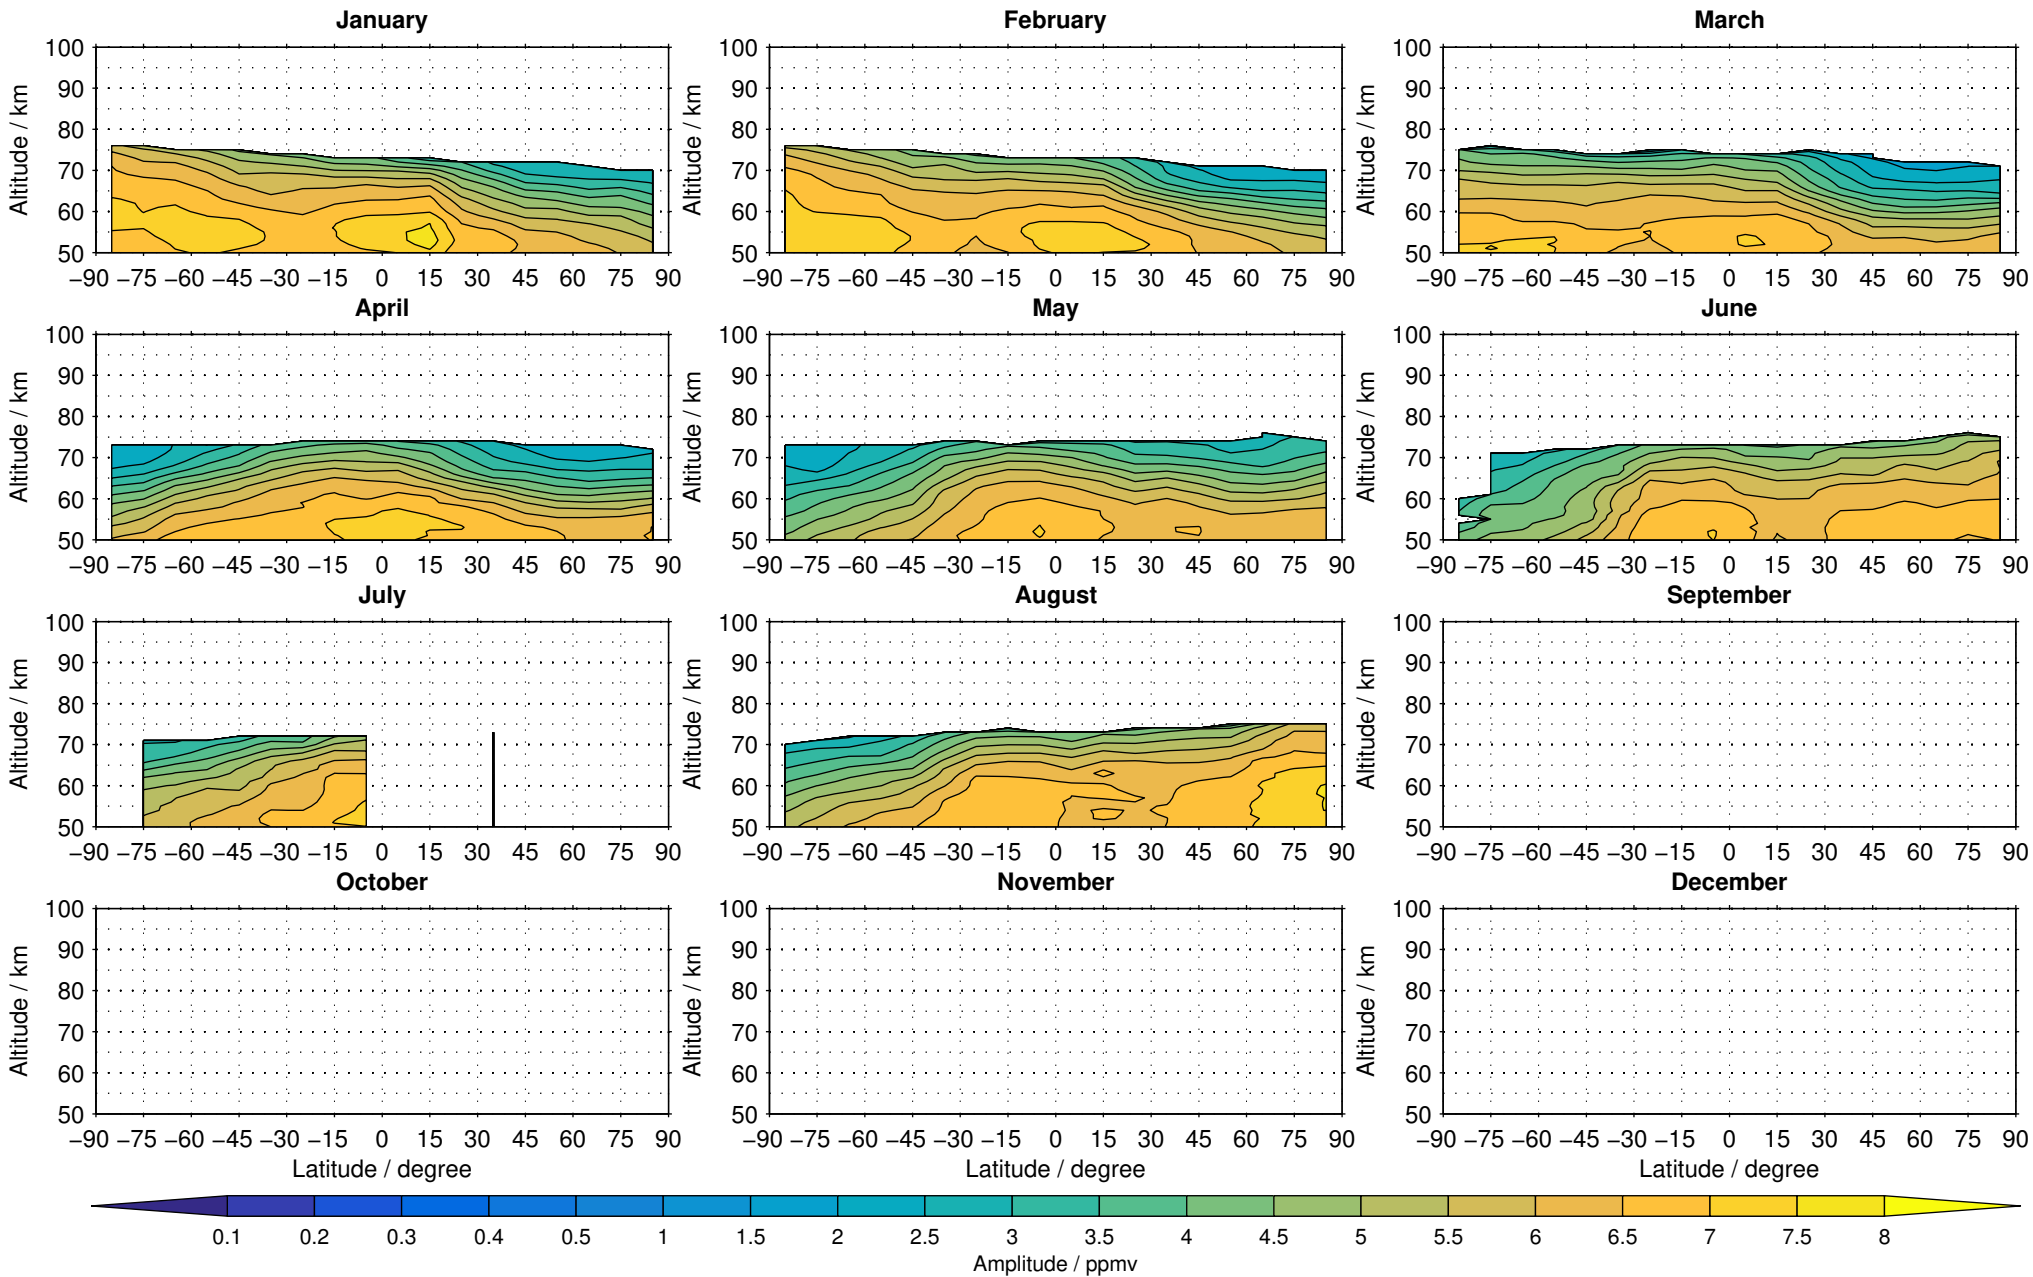 January February March
100 100 100
90 90 90
80 80 80
70 70 70
60 60 60
50 50 50
Altitude / km Altitude / km Altitude / km
−90 −75 −60 −45 −30 −15 0 15 30 45 60 75 90 −90 −75 −60 −45 −30 −15 0 15 30 45 60 75 90 −90 −75 −60 −45 −30 −15 0 15 30 45 60 75 90
April May June
100 100 100
90 90 90
80 80 80
70 70 70
60 60 60
50 50 50
Altitude / km Altitude / km Altitude / km
−90 −75 −60 −45 −30 −15 0 15 30 45 60 75 90 −90 −75 −60 −45 −30 −15 0 15 30 45 60 75 90 −90 −75 −60 −45 −30 −15 0 15 30 45 60 75 90
July August September
100 100 100
90 90 90
80 80 80
70 70 70
60 60 60
50 50 50
Altitude / km Altitude / km Altitude / km
−90 −75 −60 −45 −30 −15 0 15 30 45 60 75 90 −90 −75 −60 −45 −30 −15 0 15 30 45 60 75 90 −90 −75 −60 −45 −30 −15 0 15 30 45 60 75 90
October November December
100 100 100
90 90 90
80 80 80
70 70 70
60 60 60
50 50 50
Altitude / km Altitude / km Altitude / km
−90 −75 −60 −45 −30 −15 0 15 30 45 60 75 90 −90 −75 −60 −45 −30 −15 0 15 30 45 60 75 90 −90 −75 −60 −45 −30 −15 0 15 30 45 60 75 90
Latitude / degree Latitude / degree Latitude / degree
0.1 0.2 0.3 0.4 0.5 1 1.5 2 2.5 3 3.5 4 4.5 5 5.5 6 6.5 7 7.5 8
Amplitude / ppmv